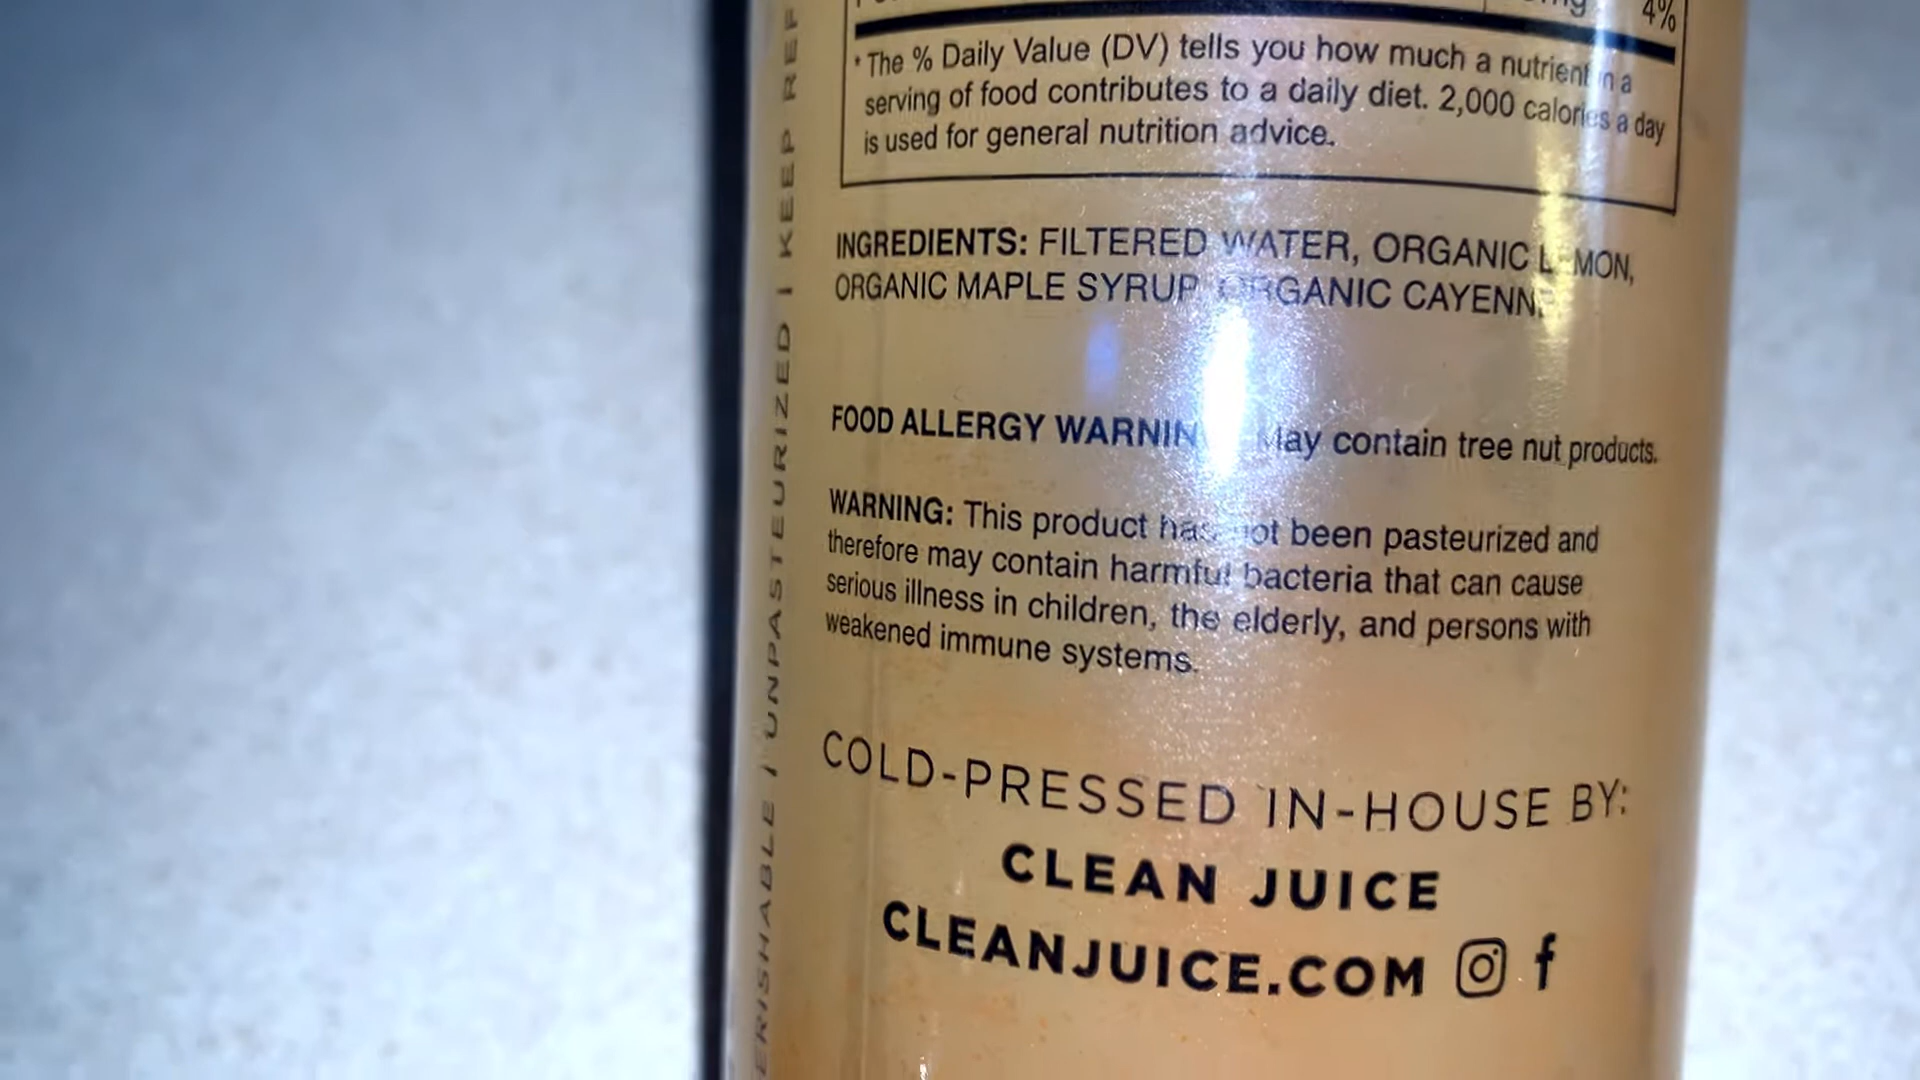 4%
* The % Daily Value (DV) tells you how much a nutrient in a
serving of food contributes to a daily diet. 2,000 calories a day
is used for general nutrition advice.
INGREDIENTS: FILTERED WATER, ORGANIC LEMON,
ORGANIC MAPLE SYRUP, ORGANIC CAYENNE
FOOD ALLERGY WARNING: May contain tree nut products.
WARNING: This product has not been pasteurized and
therefore may contain harmful bacteria that can cause
serious illness in children, the elderly, and persons with
weakened immune systems.
COLD-PRESSED IN-HOUSE BY:
CLEAN JUICE
CLEANJUICE.COM
UNPASTEURIZED | KEEP